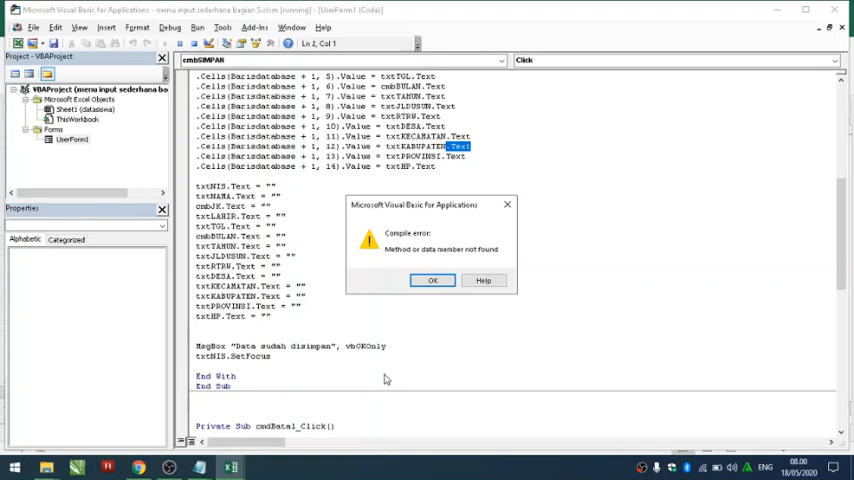 Microsoft Visual Basic for Applications - menu input sederhana bagian 5.xlsm [running] - [UserForm1 (Code)]
File Edit View Insert Format Debug Run Tools Add-Ins Window Help
Ln 2, Col 1
Project - VBAProject
cmbSIMPAN
Click
VBAProject (menu input sederhana ba
Microsoft Excel Objects
Sheet1 (datasiswa)
ThisWorkbook
Forms
UserForm1
Properties
Alphabetic Categorized
.Cells(Barisdatabase + 1, 5).Value = txtTGL.Text
.Cells(Barisdatabase + 1, 6).Value = cmbBULAN.Text
.Cells(Barisdatabase + 1, 7).Value = txtTAHUN.Text
.Cells(Barisdatabase + 1, 8).Value = txtJLDUSUN.Text
.Cells(Barisdatabase + 1, 9).Value = txtRTRW.Text
.Cells(Barisdatabase + 1, 10).Value = txtDESA.Text
.Cells(Barisdatabase + 1, 11).Value = txtKECAMATAN.Text
.Cells(Barisdatabase + 1, 12).Value = txtKABUPATEN.Text
.Cells(Barisdatabase + 1, 13).Value = txtPROVINSI.Text
.Cells(Barisdatabase + 1, 14).Value = txtHP.Text
txtNIS.Text = ""
txtNAMA.Text = ""
cmbJK.Text = ""
txtLAHIR.Text = ""
txtTGL.Text = ""
cmbBULAN.Text = ""
txtTAHUN.Text = ""
txtJLDUSUN.Text = ""
txtRTRW.Text = ""
txtDESA.Text = ""
txtKECAMATAN.Text = ""
txtKABUPATEN.Text = ""
txtPROVINSI.Text = ""
txtHP.Text = ""
MsgBox "Data sudah disimpan", vbOKOnly
txtNIS.SetFocus
End With
End Sub
Private Sub cmdBatal_Click()
Microsoft Visual Basic for Applications
Compile error:
Method or data member not found
OK
Help
ENG
08.00
18/05/2020